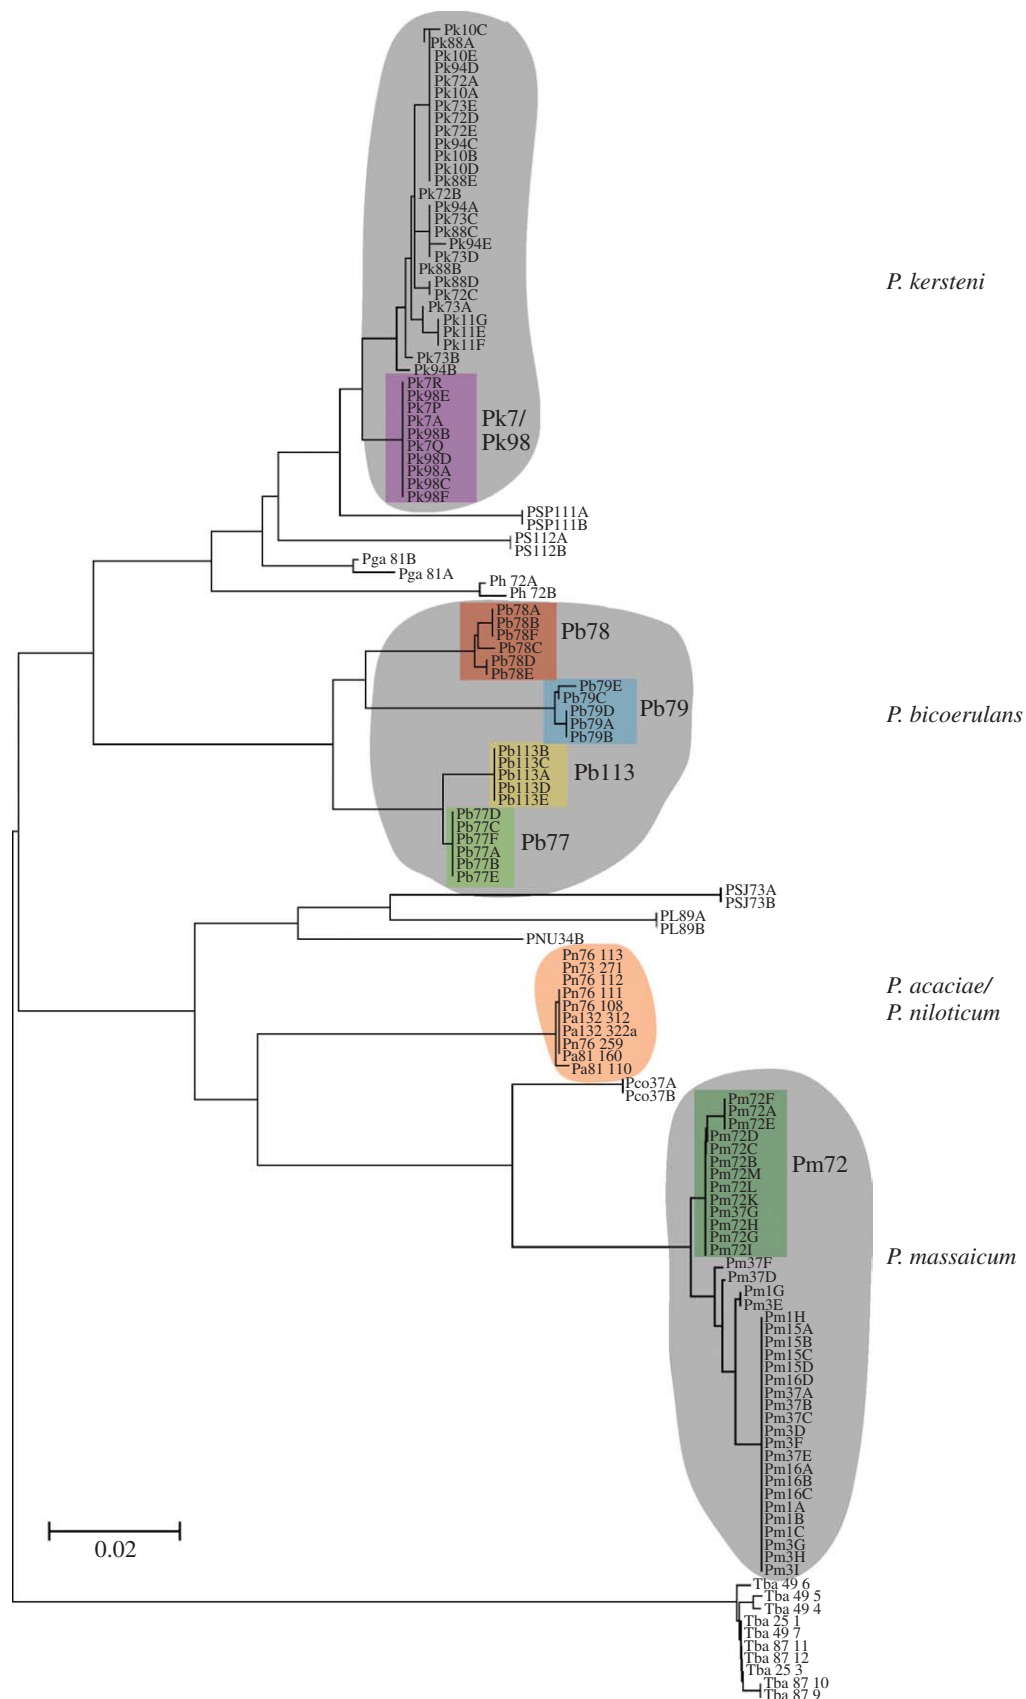 Pk10C
Pk88A
Pk10E
Pk94D
Pk72A
Pk10A
Pk73E
Pk72D
Pk72E
Pk94C
Pk10B
Pk10D
Pk88E
Pk72B
Pk94A
Pk73C
Pk88C
Pk94E
Pk73D
Pk88B
Pk88D
Pk72C
Pk73A
Pk11G
Pk11E
Pk11F
Pk73B
Pk94B
P. kersteni
Pk7R
Pk98E
Pk7P
Pk7A
Pk98B
Pk7Q
Pk98D
Pk98A
Pk98C
Pk98F
Pk7/
Pk98
PSP111A
PSP111B
PS112A
PS112B
Pga 81B
Pga 81A
Ph 72A
Ph 72B
Pb78A
Pb78B
Pb78F
Pb78C
Pb78D
Pb78E
Pb78
Pb79E
Pb79C
Pb79D
Pb79A
Pb79B
Pb79
P. bicoerulans
Pb113B
Pb113C
Pb113A
Pb113D
Pb113E
Pb113
Pb77D
Pb77C
Pb77F
Pb77A
Pb77B
Pb77E
Pb77
PSJ73A
PSJ73B
PL89A
PL89B
PNU34B
Pn76 113
Pn73 271
Pn76 112
Pn76 111
Pn76 108
Pa132 312
Pa132 322a
Pn76 259
Pa81 160
Pa81 110
P. acaciae/
P. niloticum
Pco37A
Pco37B
Pm72F
Pm72A
Pm72E
Pm72D
Pm72C
Pm72B
Pm72M
Pm72L
Pm72K
Pm37G
Pm72H
Pm72G
Pm72I
Pm72
Pm37F
Pm37D
Pm1G
Pm3E
Pm1H
Pm15A
Pm15B
Pm15C
Pm15D
Pm16D
Pm37A
Pm37B
Pm37C
Pm3D
Pm3F
Pm37E
Pm16A
Pm16B
Pm16C
Pm1A
Pm1B
Pm1C
Pm3G
Pm3H
Pm3I
P. massaicum
0.02
Tba 49 6
Tba 49 5
Tba 49 4
Tba 25 1
Tba 49 7
Tba 87 11
Tba 87 12
Tba 25 3
Tba 87 10
Tba 87 9